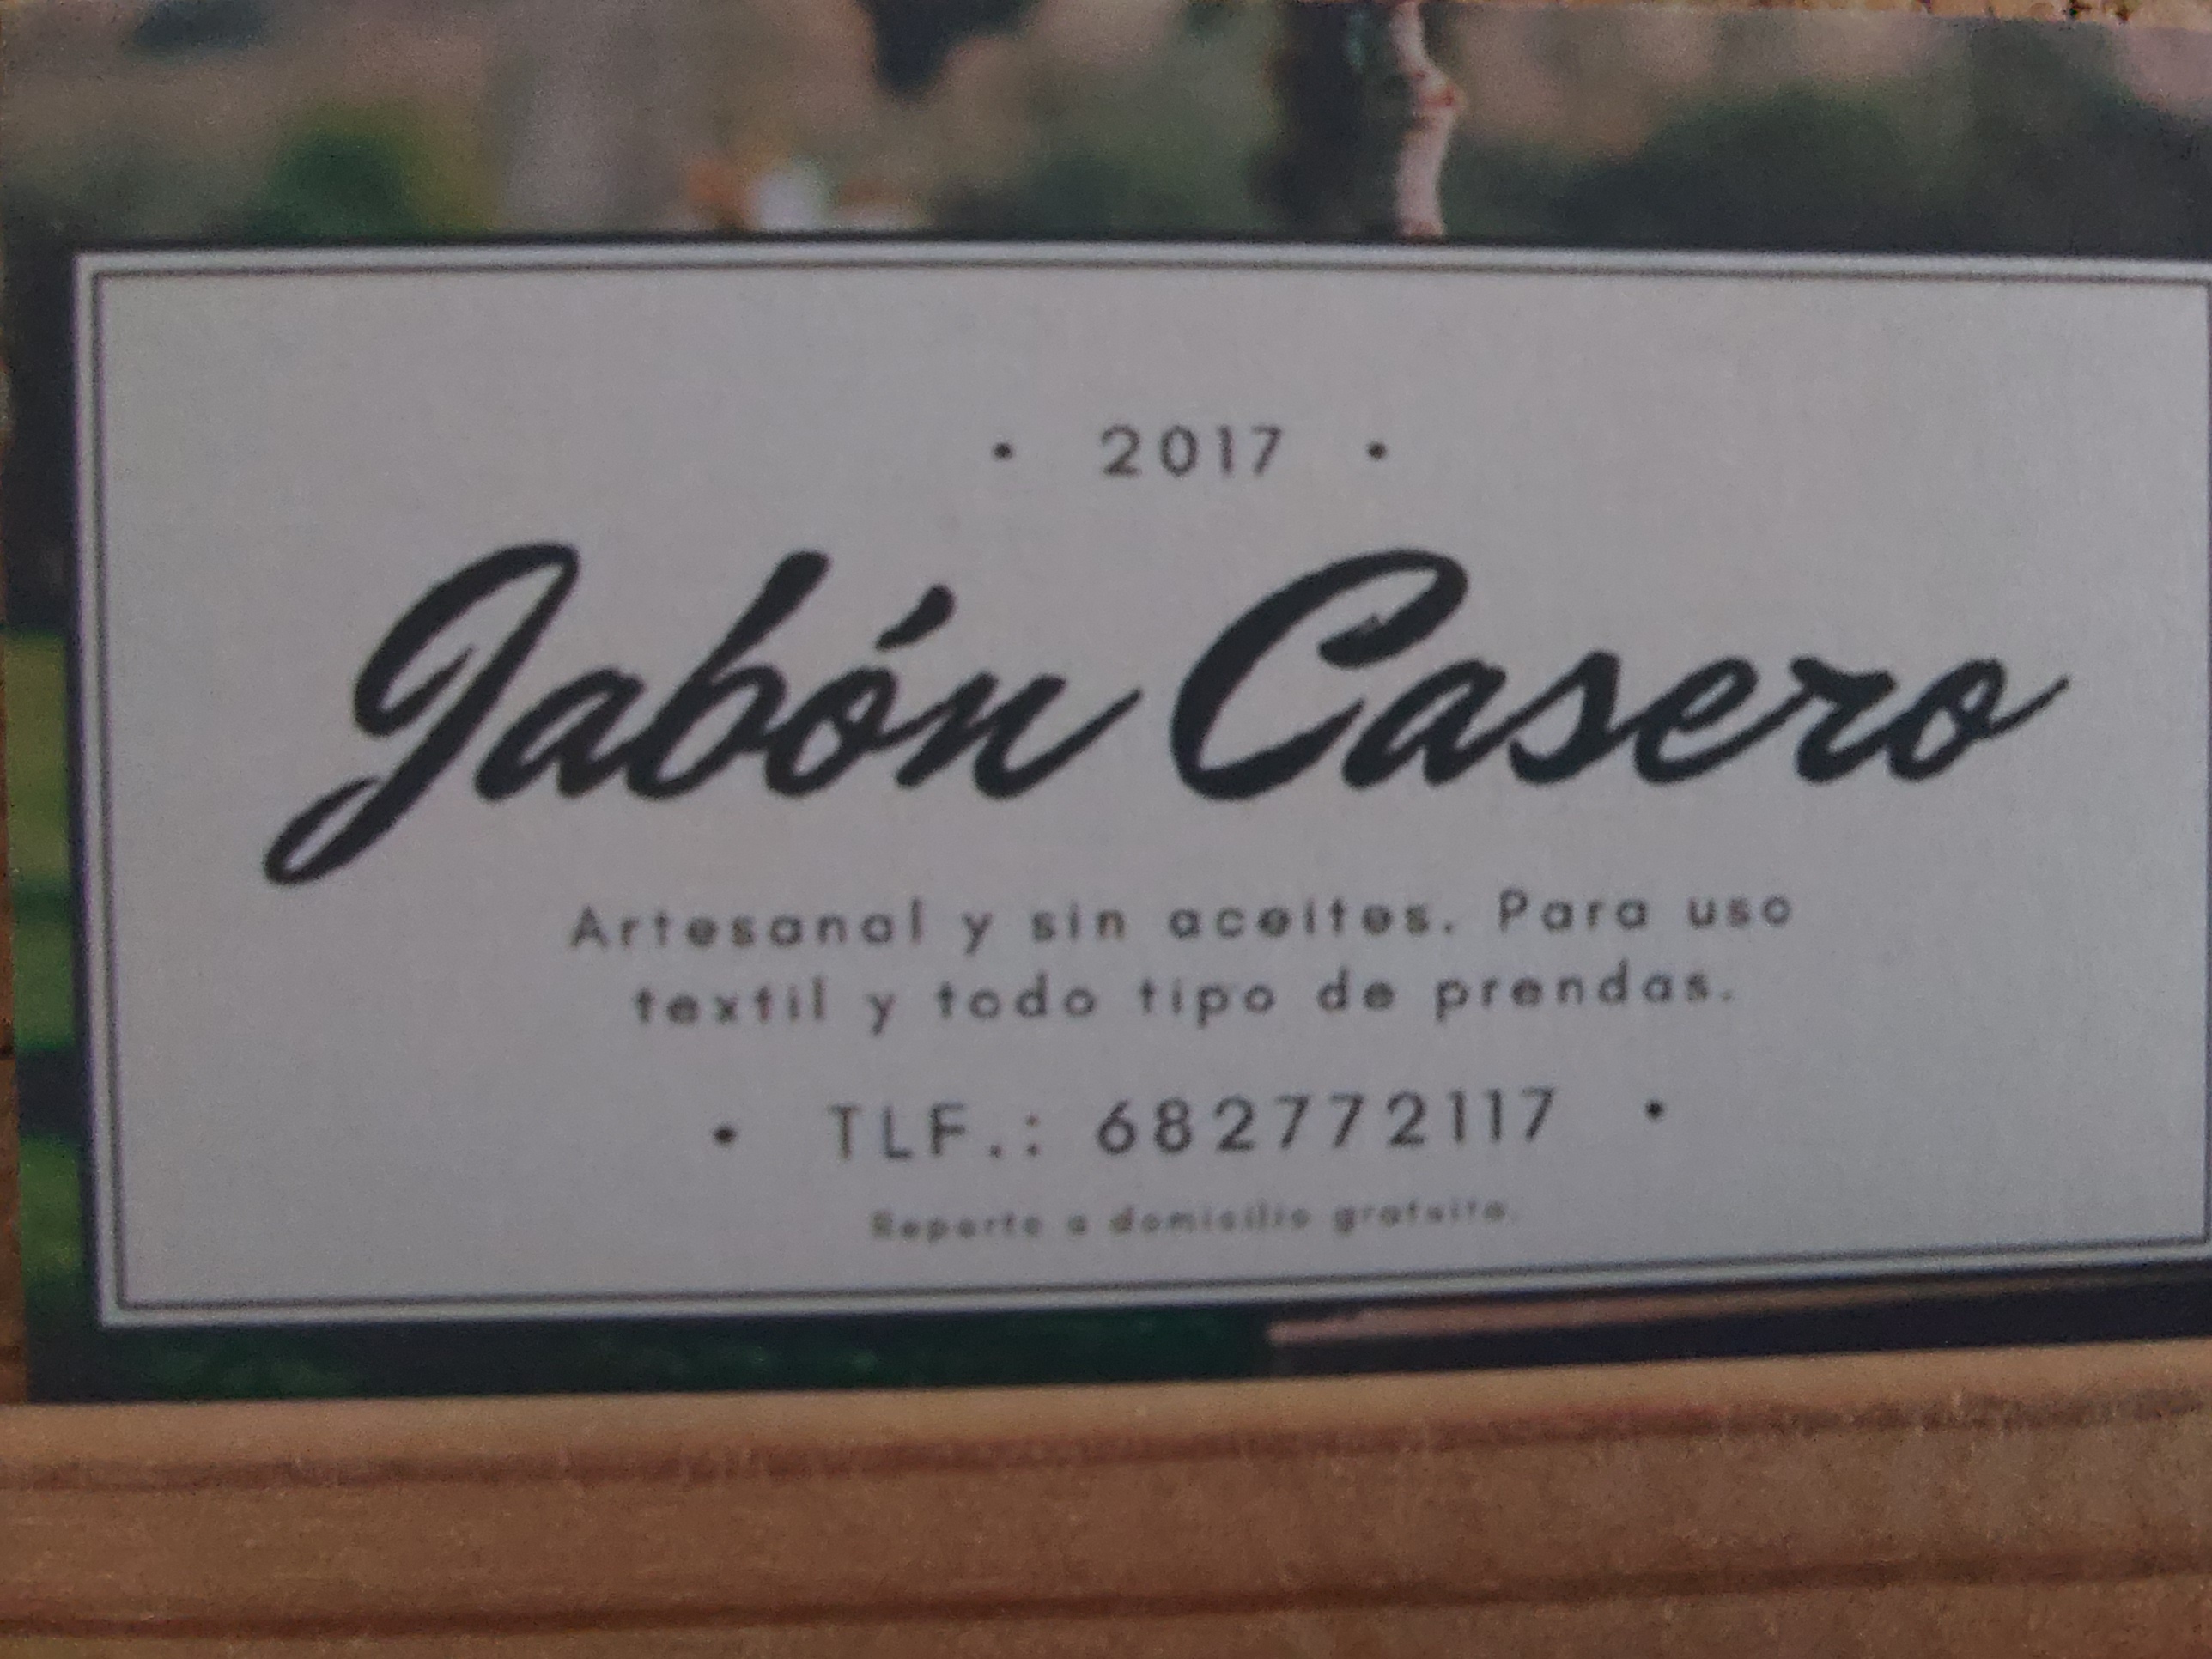 • 2017 •
Jabón Casero
Artesanal y sin aceites. Para uso
textil y todo tipo de prendas.
• TLF.: 682772117 •
Reparto a domicilio gratuito.